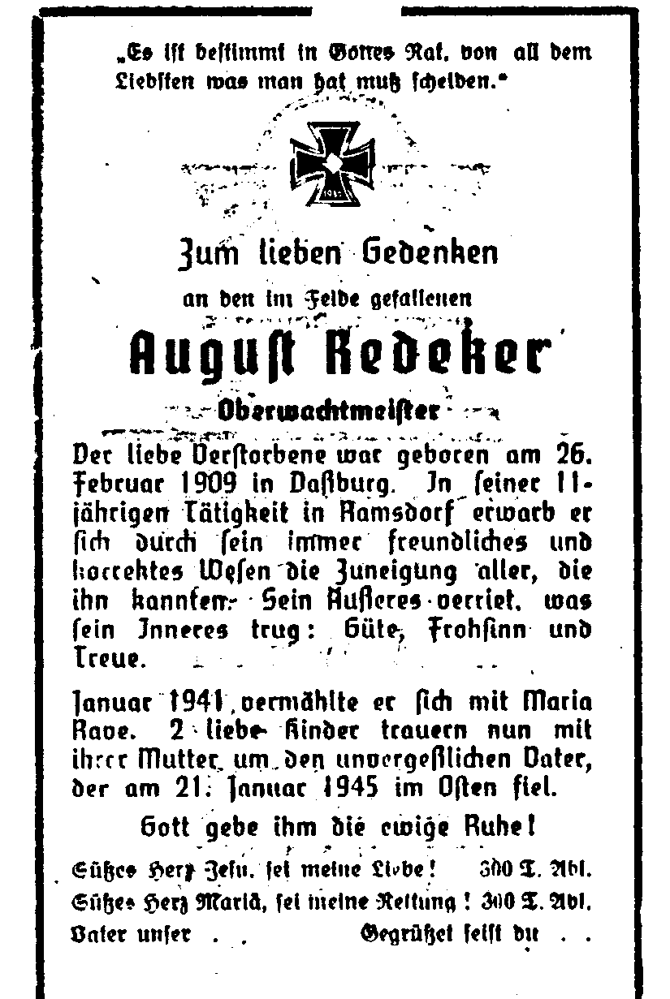 „Es ist bestimmt in Gottes Rat, von all dem
Liebsten was man hat muß scheiden.“
Zum lieben Gedenken
an den im Felde gefallenen
August Redeker
Oberwachtmeister
Der liebe Verstorbene war geboren am 26.
Februar 1909 in Daßburg. In seiner 11-
jährigen Tätigkeit in Ramsdorf erwarb er
sich durch sein immer freundliches und
korrektes Wesen die Zuneigung aller, die
ihn kannten. Sein Äußeres verriet, was
sein Inneres trug: Güte, Frohsinn und
Treue.
Januar 1941 vermählte er sich mit Maria
Rave. 2 liebe Kinder trauern nun mit
ihrer Mutter um den unvergeßlichen Vater,
der am 21. Januar 1945 im Osten fiel.
Gott gebe ihm die ewige Ruhe!
Süßes Herz Jesu, sei meine Liebe! 300 T. Abl.
Süßes Herz Mariä, sei meine Rettung! 300 T. Abl.
Vater unser . . Gegrüßet seist du . .